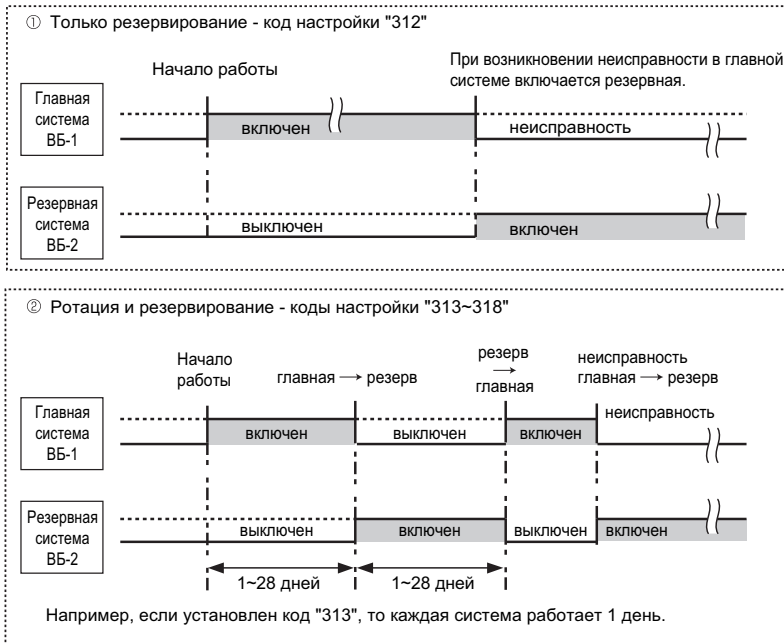 ① Только резервирование - код настройки "312"
Начало работы
При возникновении неисправности в главной
системе включается резервная.
Главная
система
ВБ-1
включен
неисправность
Резервная
система
ВБ-2
выключен
включен
② Ротация и резервирование - коды настройки "313~318"
Начало
работы
главная → резерв
резерв
→
главная
неисправность
главная → резерв
Главная
система
ВБ-1
включен
выключен
включен
неисправность
Резервная
система
ВБ-2
выключен
включен
выключен
включен
1~28 дней
1~28 дней
Например, если установлен код "313", то каждая система работает 1 день.